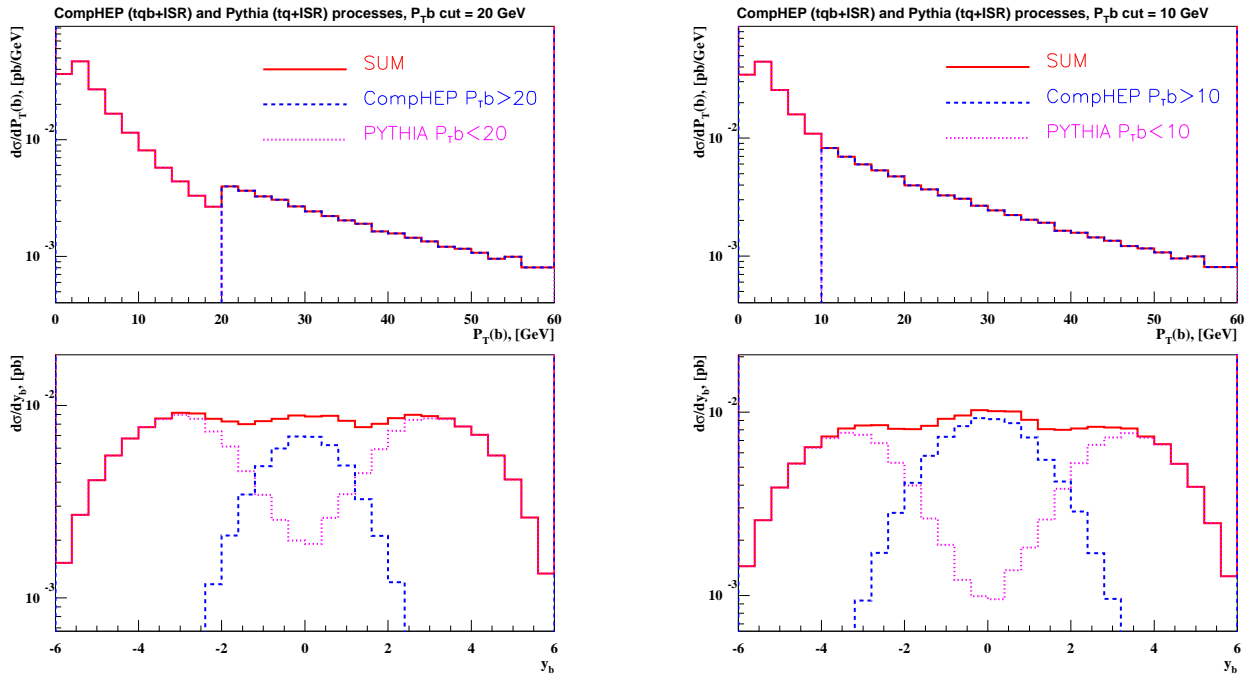 CompHEP (tqb+ISR) and Pythia (tq+ISR) processes, P_Tb cut = 20 GeV
dσ/dP_T(b), [pb/GeV]
10^-2
10^-3
SUM
CompHEP P_Tb>20
PYTHIA P_Tb<20
0 10 20 30 40 50 60
P_T(b), [GeV]
CompHEP (tqb+ISR) and Pythia (tq+ISR) processes, P_Tb cut = 10 GeV
dσ/dP_T(b), [pb/GeV]
10^-2
10^-3
SUM
CompHEP P_Tb>10
PYTHIA P_Tb<10
0 10 20 30 40 50 60
P_T(b), [GeV]
dσ/dy_b, [pb]
10^-2
10^-3
-6 -4 -2 0 2 4 6
y_b
dσ/dy_b, [pb]
10^-2
10^-3
-6 -4 -2 0 2 4 6
y_b